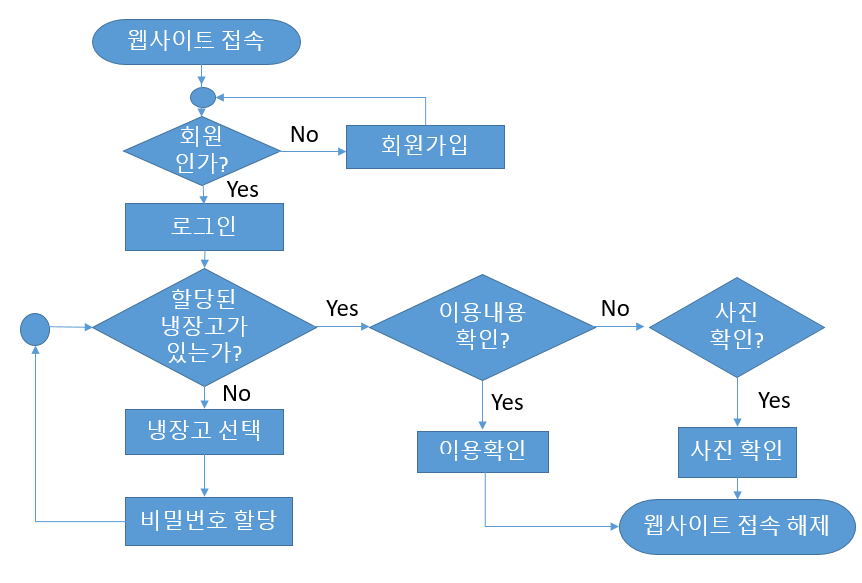 웹사이트 접속
회원
인가?
No
회원가입
Yes
로그인
할당된
냉장고가
있는가?
Yes
이용내용
확인?
No
사진
확인?
No
Yes
Yes
냉장고 선택
이용확인
사진 확인
비밀번호 할당
웹사이트 접속 해제